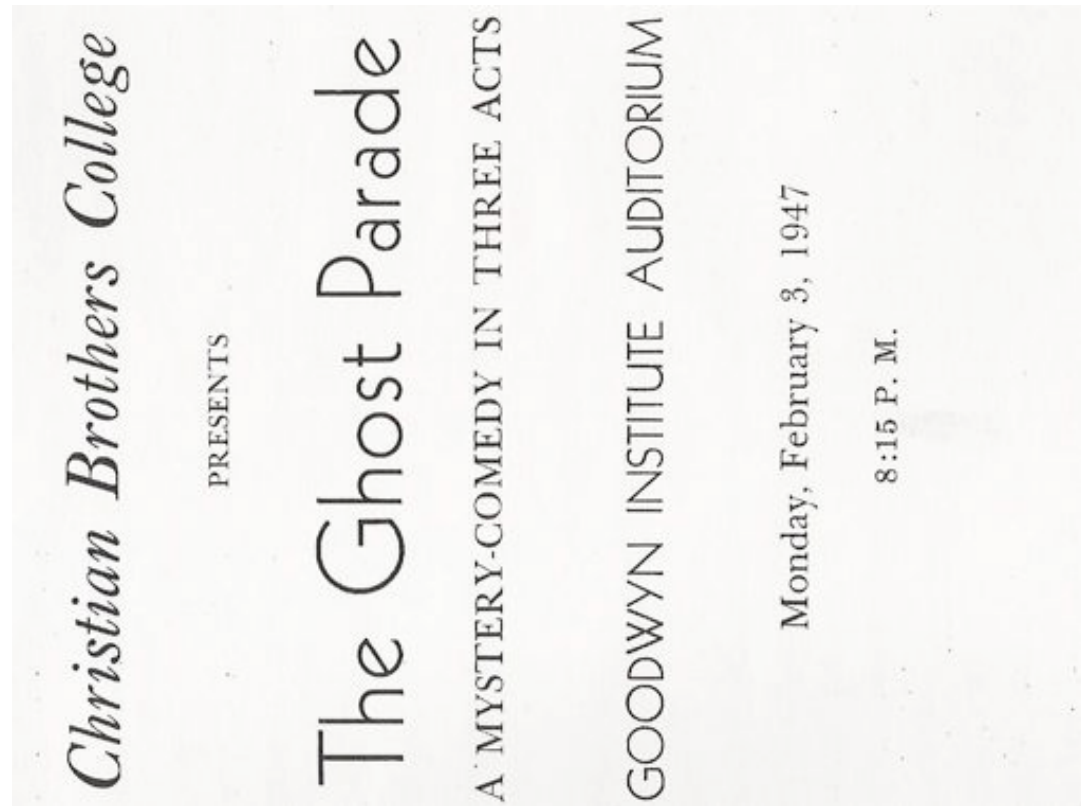 Christian Brothers College
PRESENTS
The Ghost Parade
A MYSTERY-COMEDY IN THREE ACTS
GOODWYN INSTITUTE AUDITORIUM
Monday, February 3, 1947
8:15 P. M.